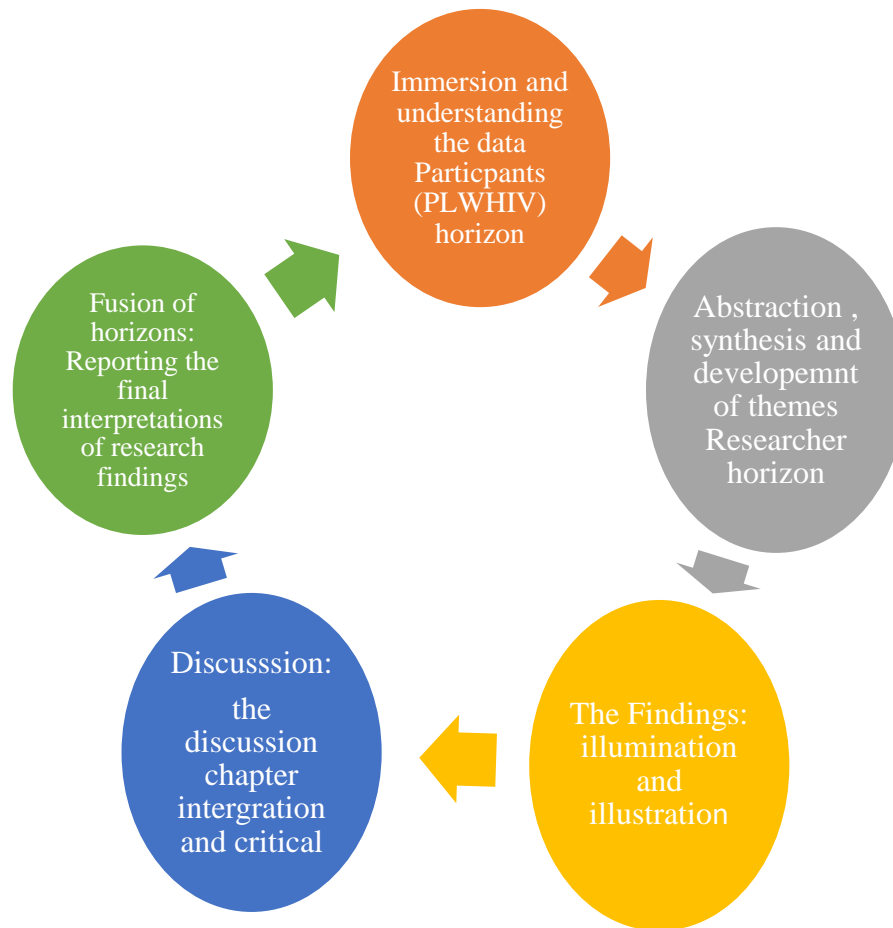 Immersion and
understanding
the data
Particpants
(PLWHIV)
horizon
Abstraction ,
synthesis and
developemnt
of themes
Researcher
horizon
The Findings:
illumination
and
illustration
Discusssion:
the
discussion
chapter
intergration
and critical
Fusion of
horizons:
Reporting the
final
interpretations
of research
findings